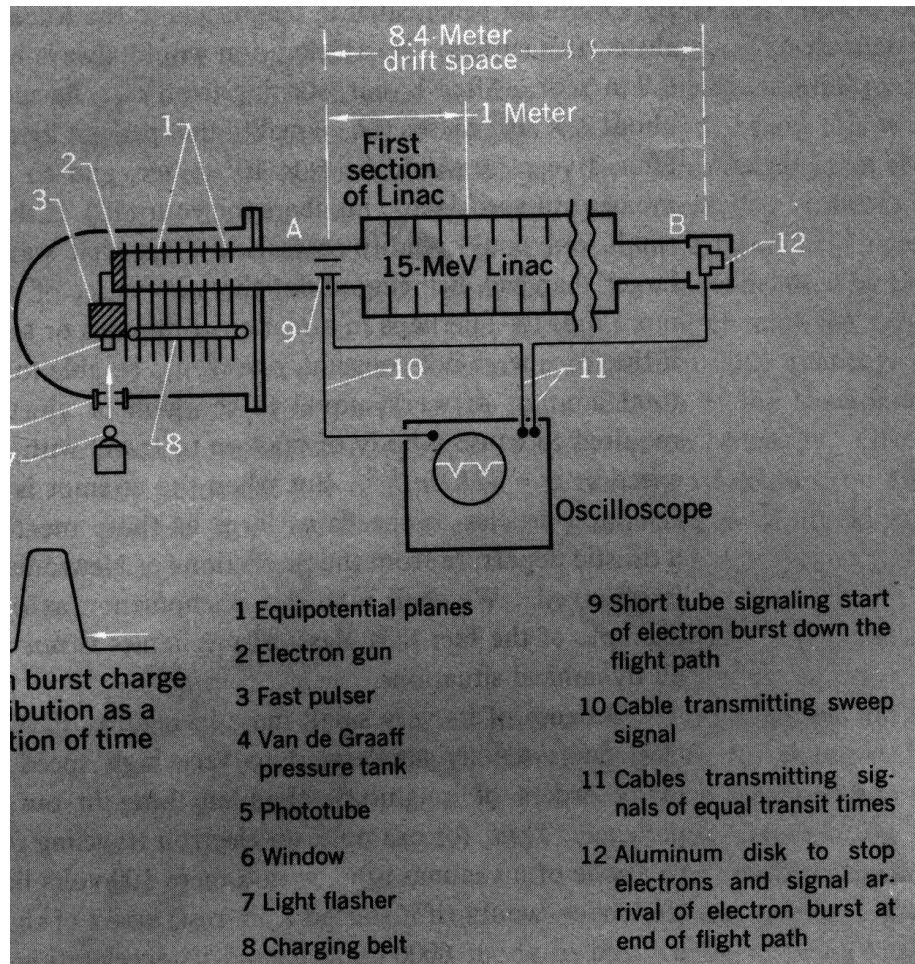 8.4-Meter
drift space
1 Meter
First
section
of Linac
1
2
3
A
B
15-MeV Linac
12
9
10
11
8
7
Oscilloscope
n burst charge
ibution as a
tion of time
1 Equipotential planes
2 Electron gun
3 Fast pulser
4 Van de Graaff
pressure tank
5 Phototube
6 Window
7 Light flasher
8 Charging belt
9 Short tube signaling start
of electron burst down the
flight path
10 Cable transmitting sweep
signal
11 Cables transmitting sig-
nals of equal transit times
12 Aluminum disk to stop
electrons and signal ar-
rival of electron burst at
end of flight path